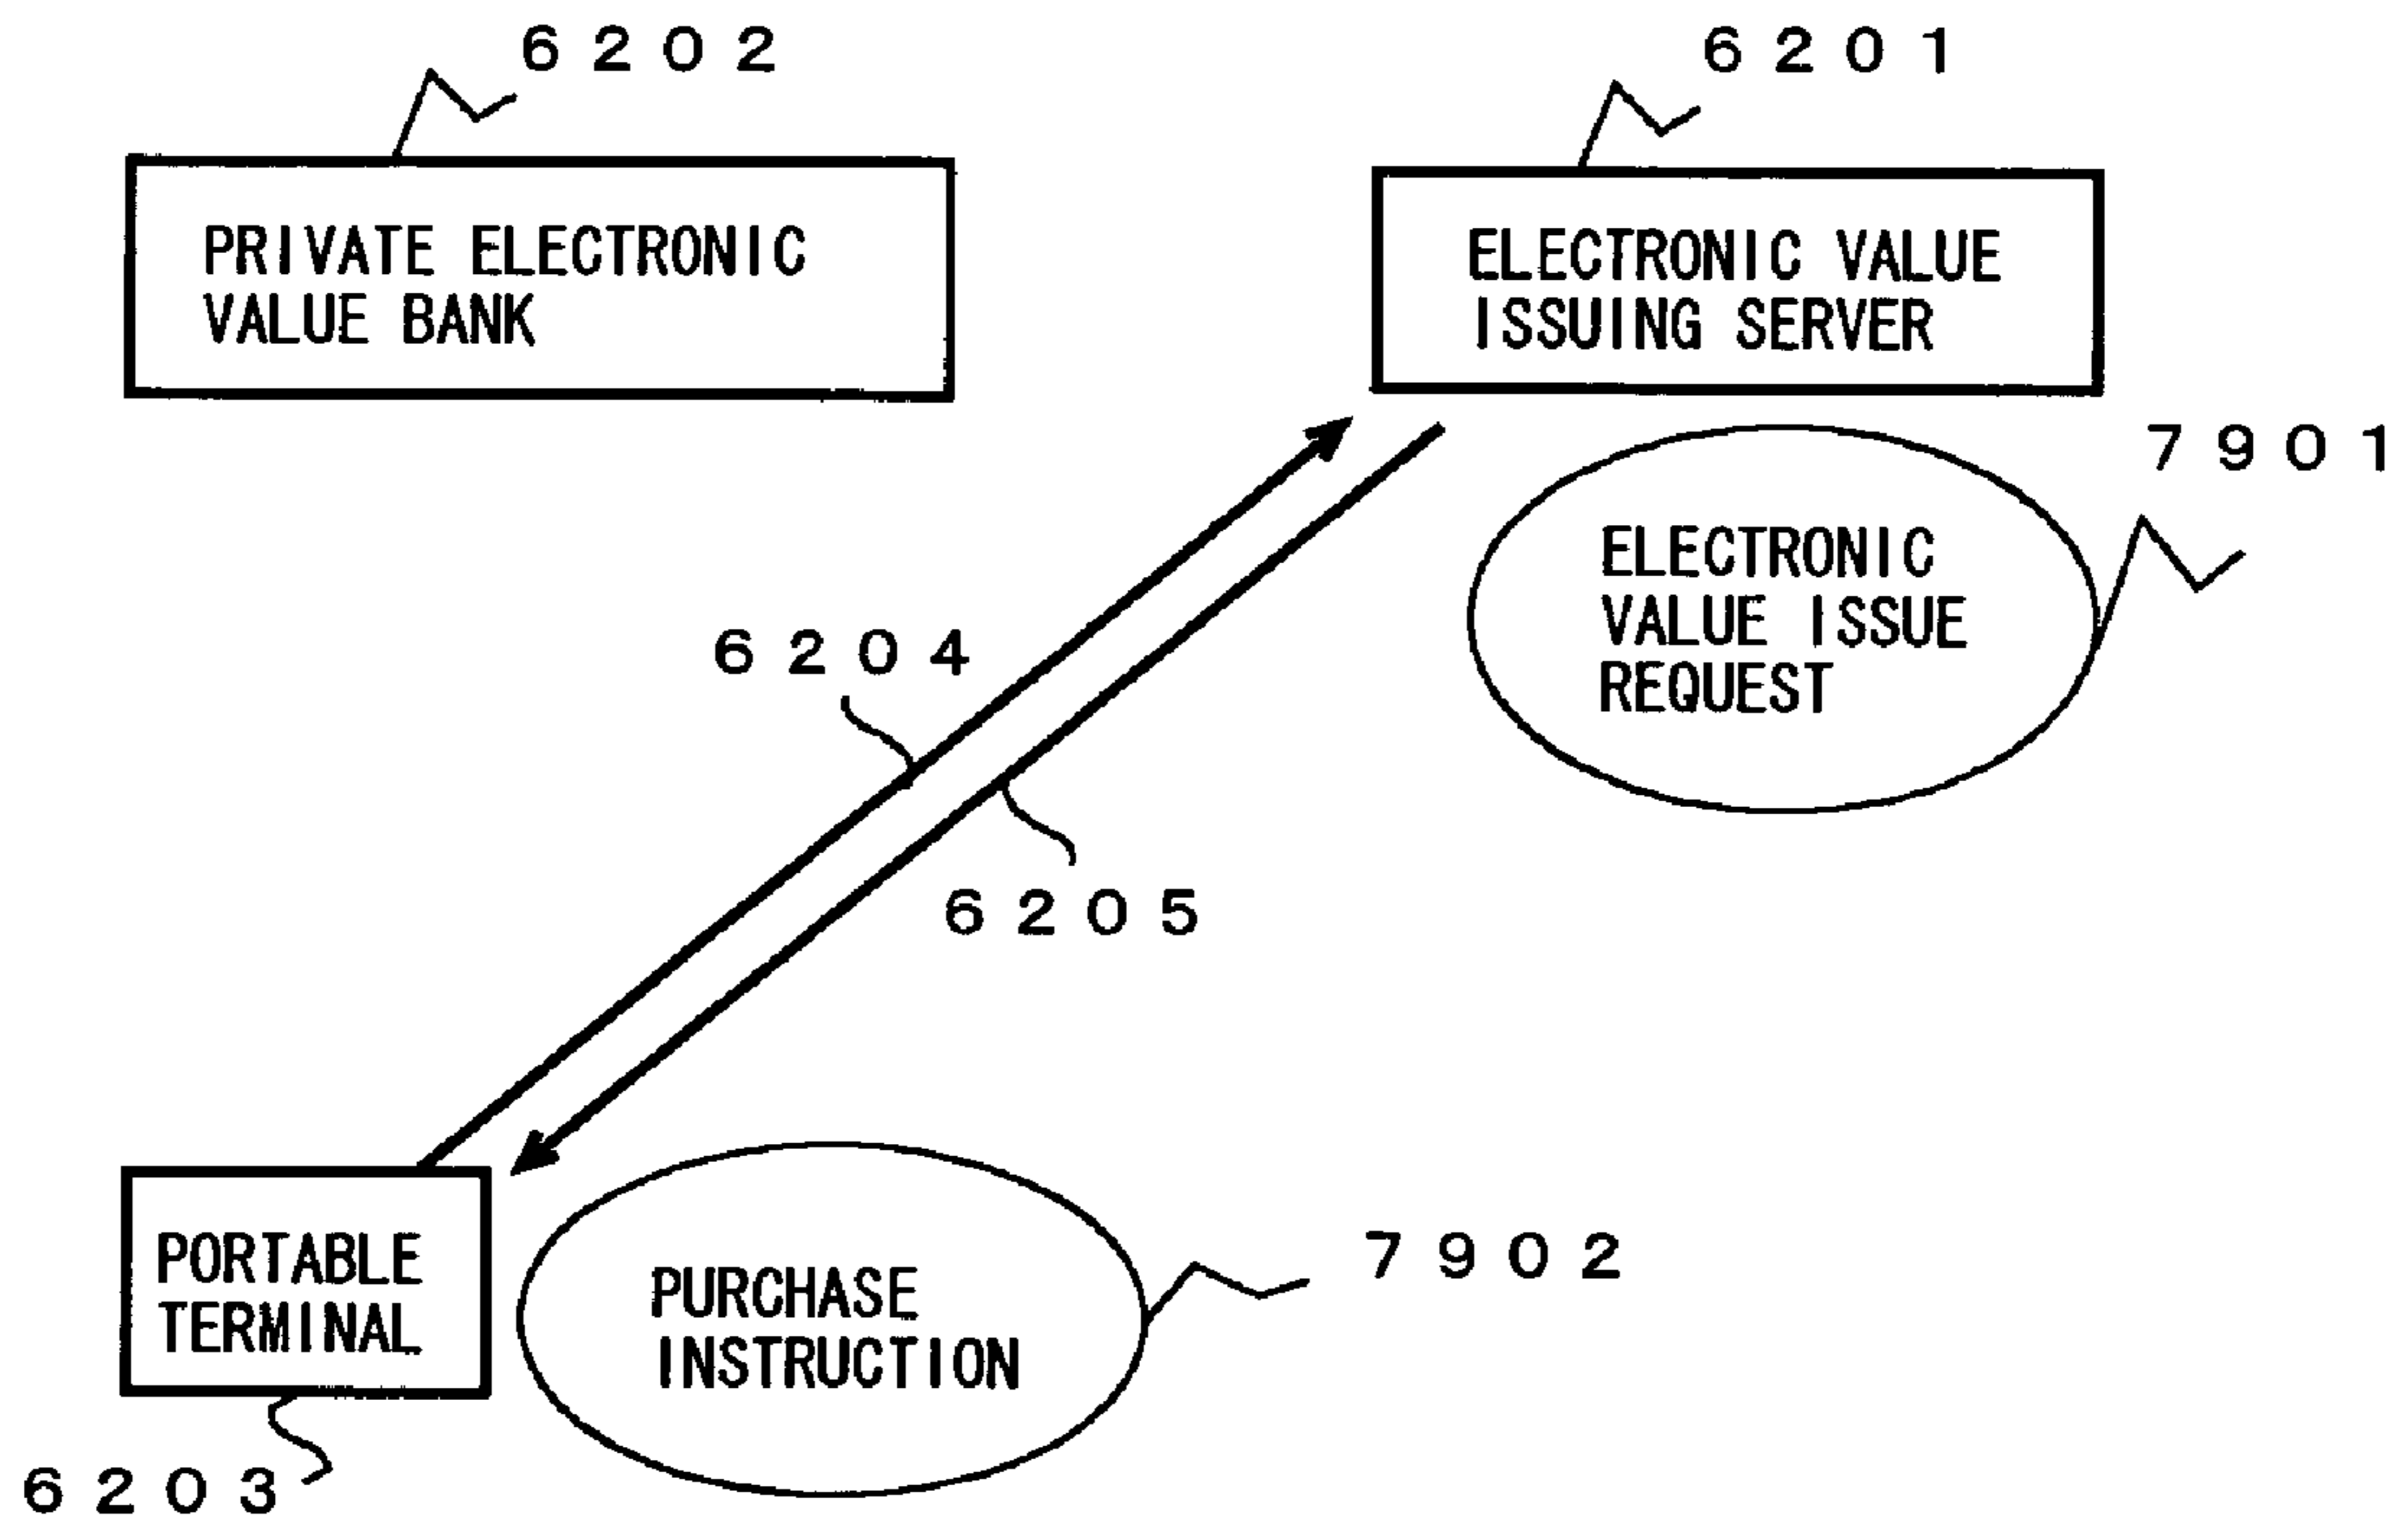 6202
6201
PRIVATE ELECTRONIC
VALUE BANK
ELECTRONIC VALUE
ISSUING SERVER
7901
ELECTRONIC
VALUE ISSUE
REQUEST
6204
6205
PORTABLE
TERMINAL
PURCHASE
INSTRUCTION
7902
6203